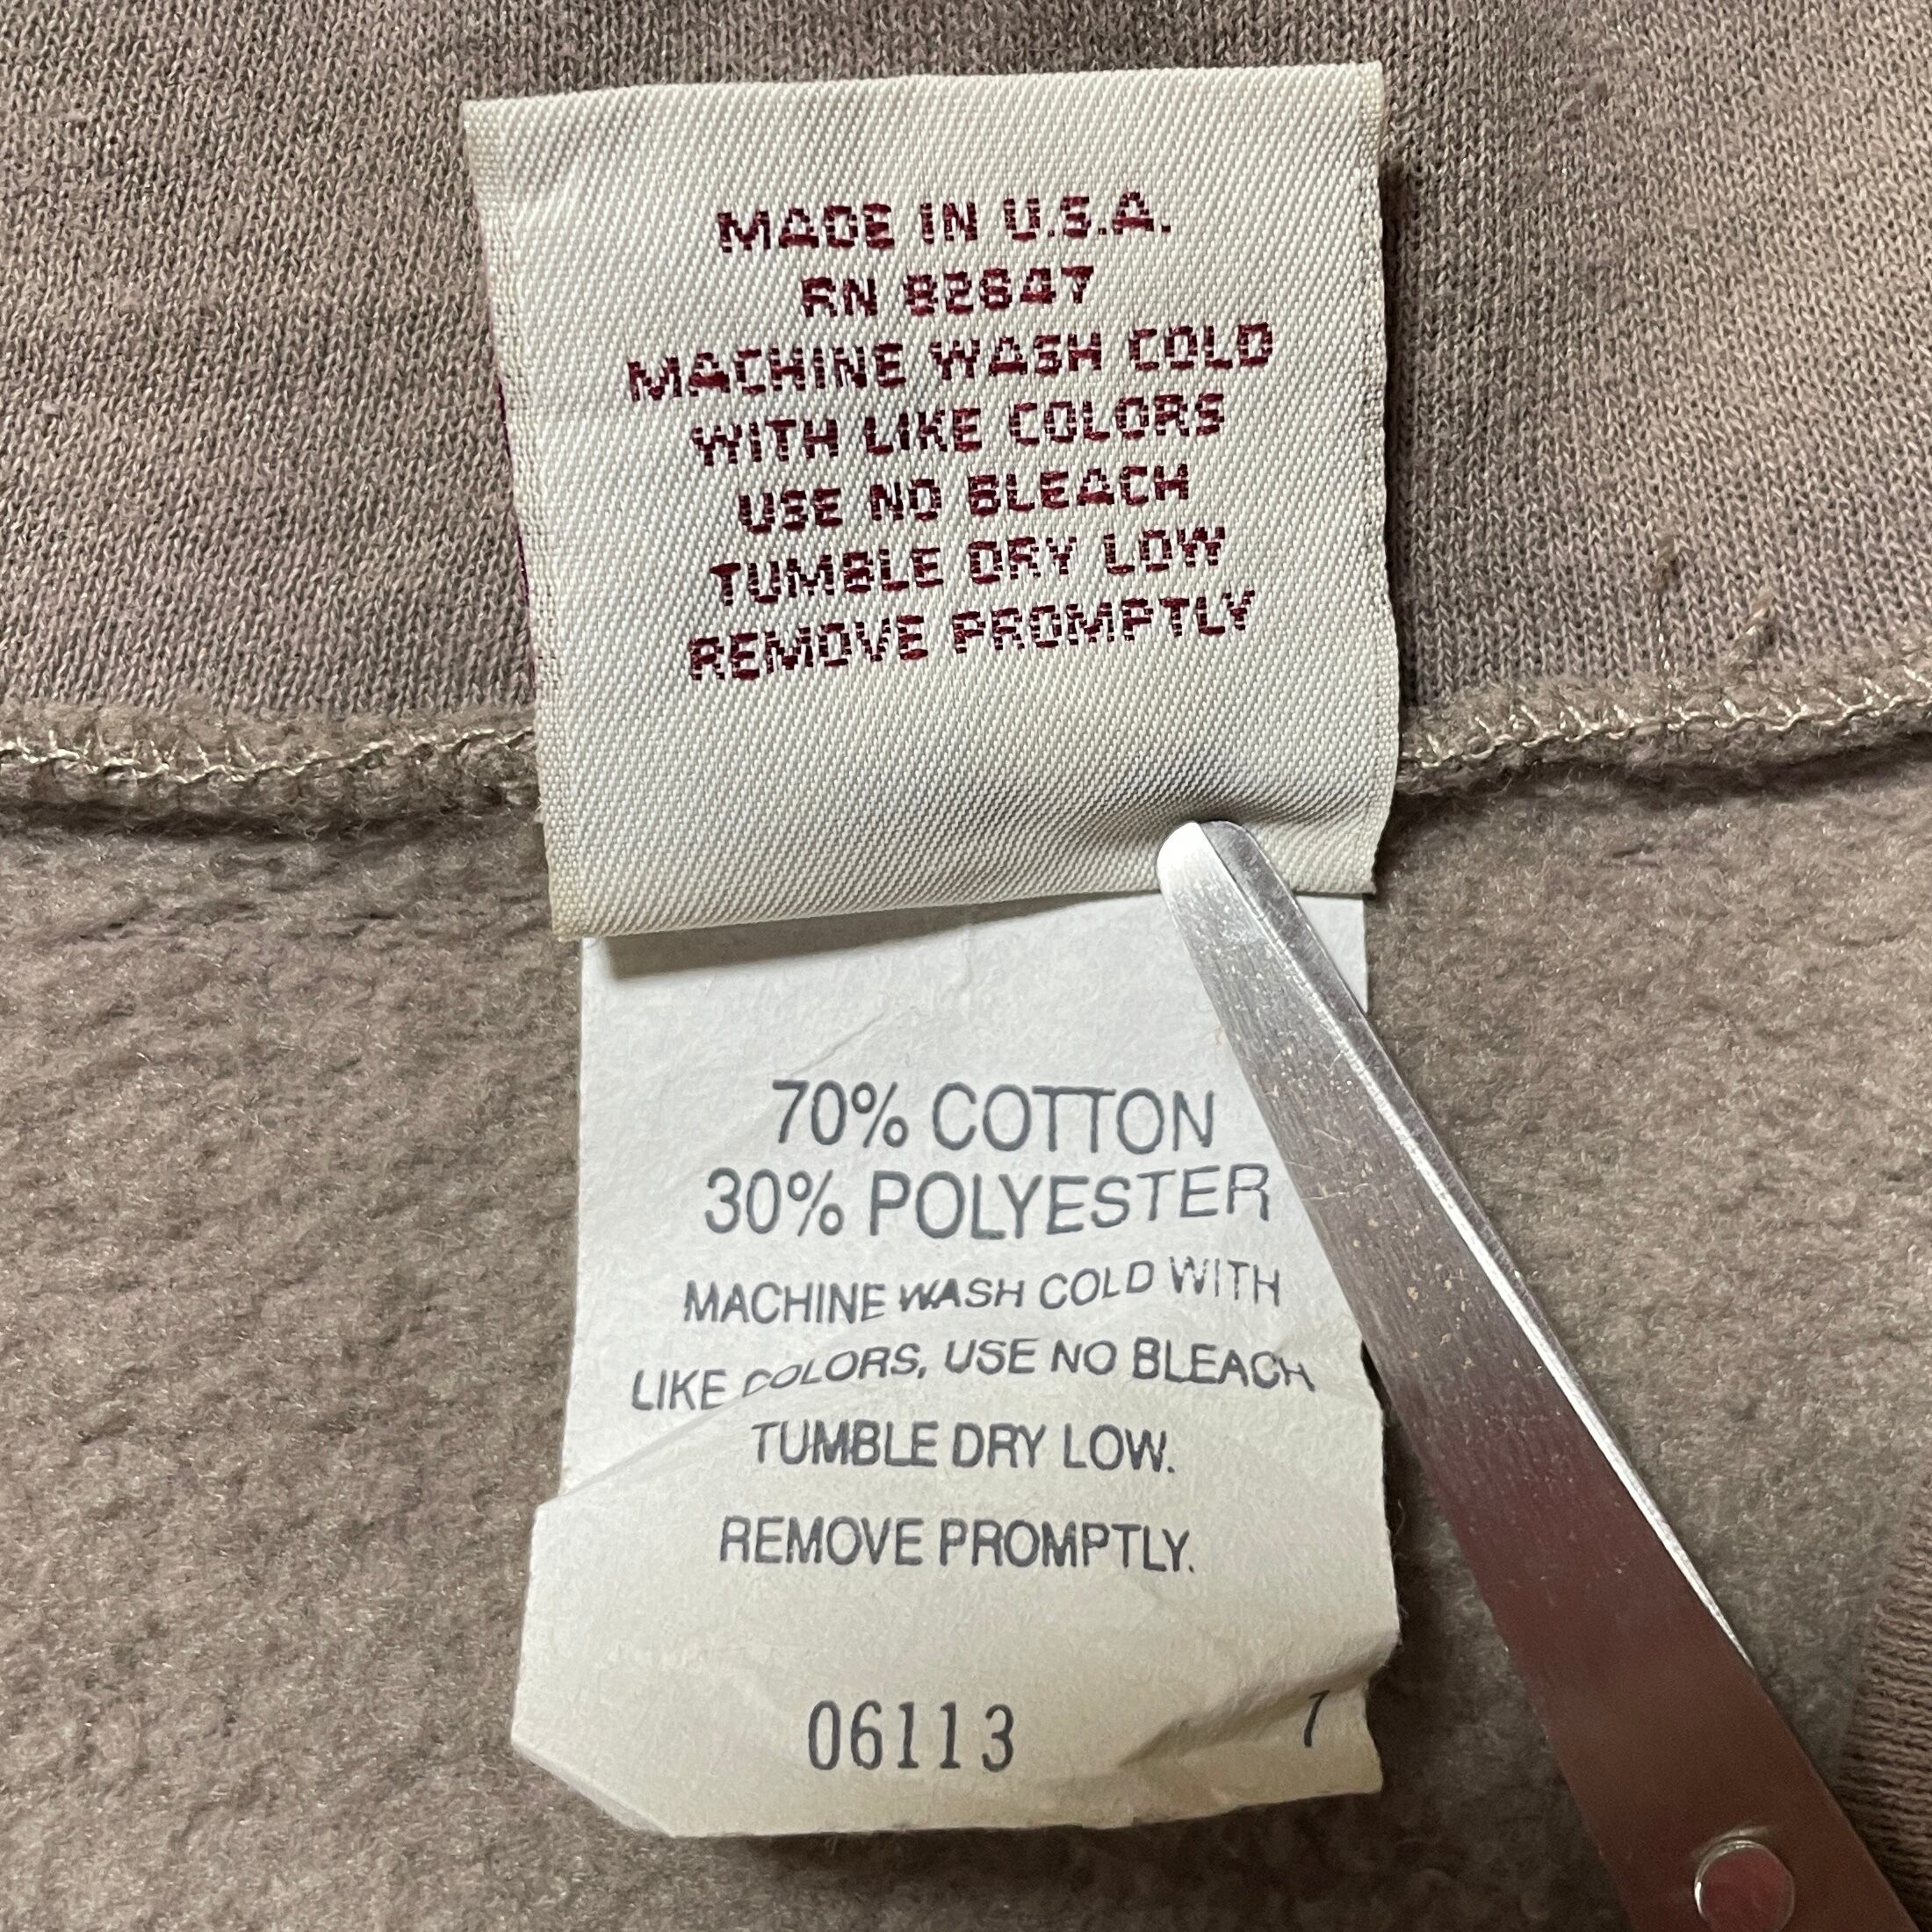 MADE IN U.S.A.
RN
MACHINE WASH COLD
WITH LIKE COLORS
USE NO BLEACH
TUMBLE DRY LOW
REMOVE PROMPTLY
70% COTTON
30% POLYESTER
MACHINE WASH COLD WITH
LIKE COLORS, USE NO BLEACH
TUMBLE DRY LOW.
REMOVE PROMPTLY.
06113 7